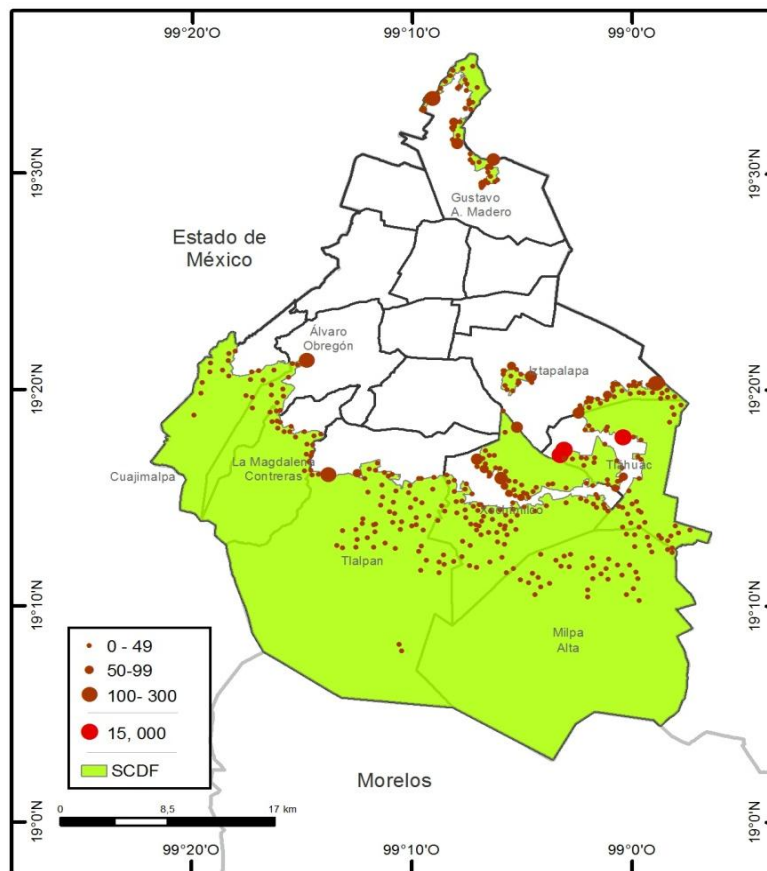 99°20'O 99°10'O 99°0'O
19°30'N
19°30'N
Gustavo
A. Madero
Estado de
México
Álvaro
Obregón
Iztapalapa
19°20'N
19°20'N
La Magdalena
Contreras
Cuajimalpa
Tláhuac
Xochimilco
Tlalpan
19°10'N
19°10'N
Milpa
Alta
0 - 49
50-99
100- 300
15, 000
SCDF
Morelos
0 8,5 17 km
19°0'N
19°0'N
99°20'O 99°10'O 99°0'O